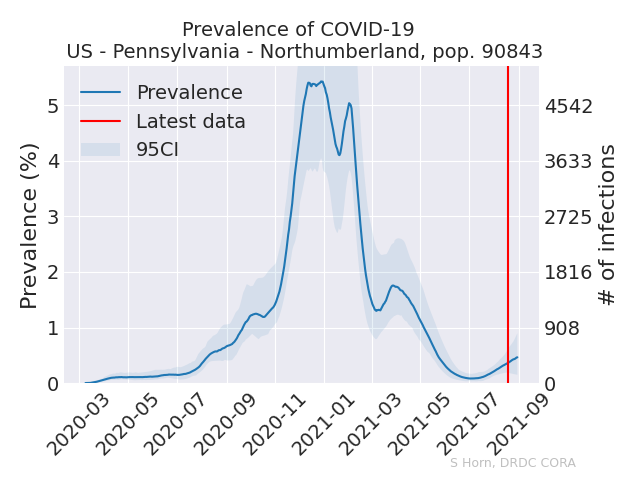 Prevalence of COVID-19
US - Pennsylvania - Northumberland, pop. 90843
Prevalence
Latest data
95CI
Prevalence (%)
5
4
3
2
1
0
4542
3633
2725
1816
908
0
# of infections
2020-03
2020-05
2020-07
2020-09
2020-11
2021-01
2021-03
2021-05
2021-07
2021-09
S Horn, DRDC CORA